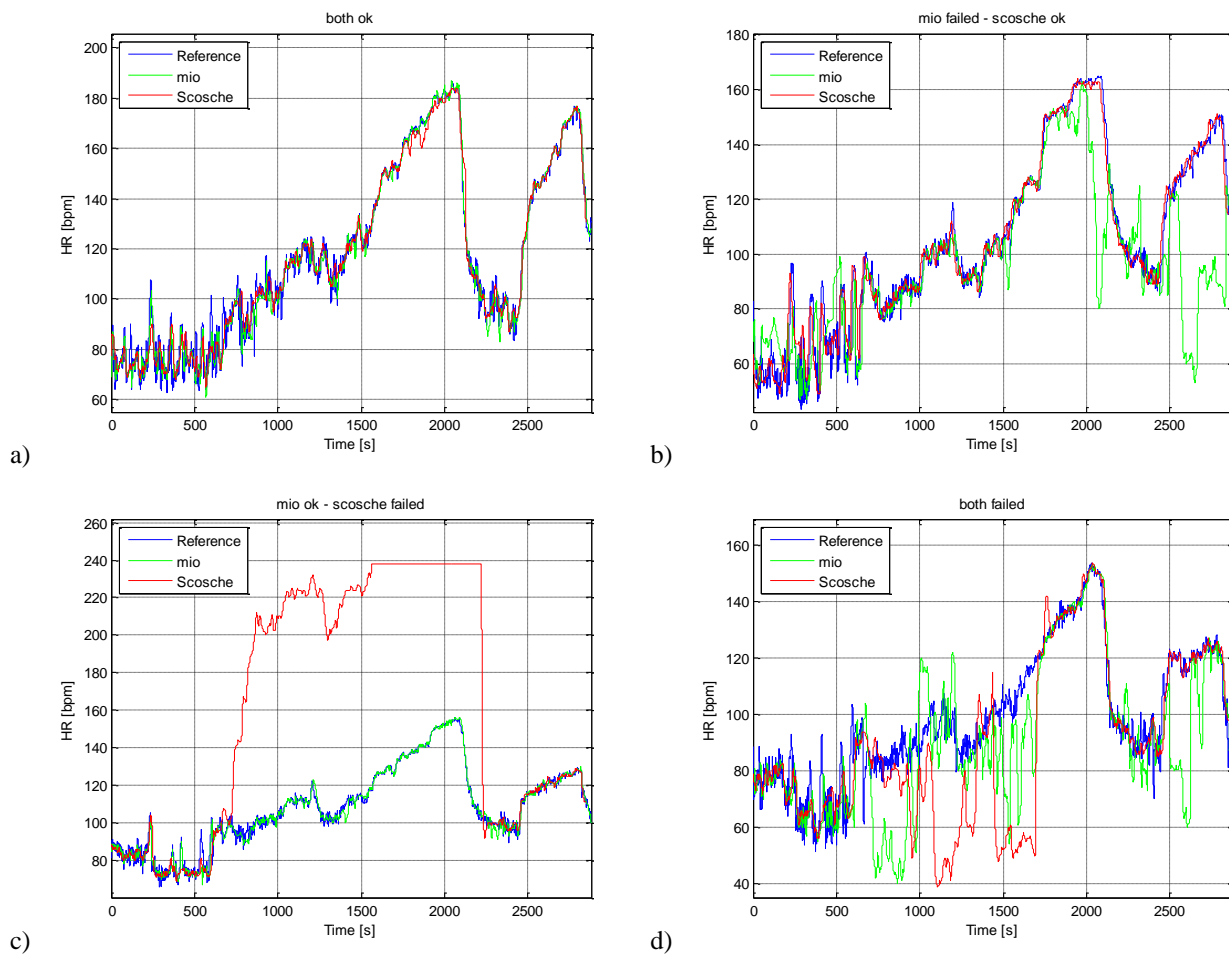 both ok
HR [bpm]
200
180
160
140
120
100
80
60
Reference
mio
Scosche
0 500 1000 1500 2000 2500
Time [s]
a)
mio failed - scosche ok
HR [bpm]
180
160
140
120
100
80
60
Reference
mio
Scosche
0 500 1000 1500 2000 2500
Time [s]
b)
mio ok - scosche failed
HR [bpm]
260
240
220
200
180
160
140
120
100
80
Reference
mio
Scosche
0 500 1000 1500 2000 2500
Time [s]
c)
both failed
HR [bpm]
160
140
120
100
80
60
40
Reference
mio
Scosche
0 500 1000 1500 2000 2500
Time [s]
d)